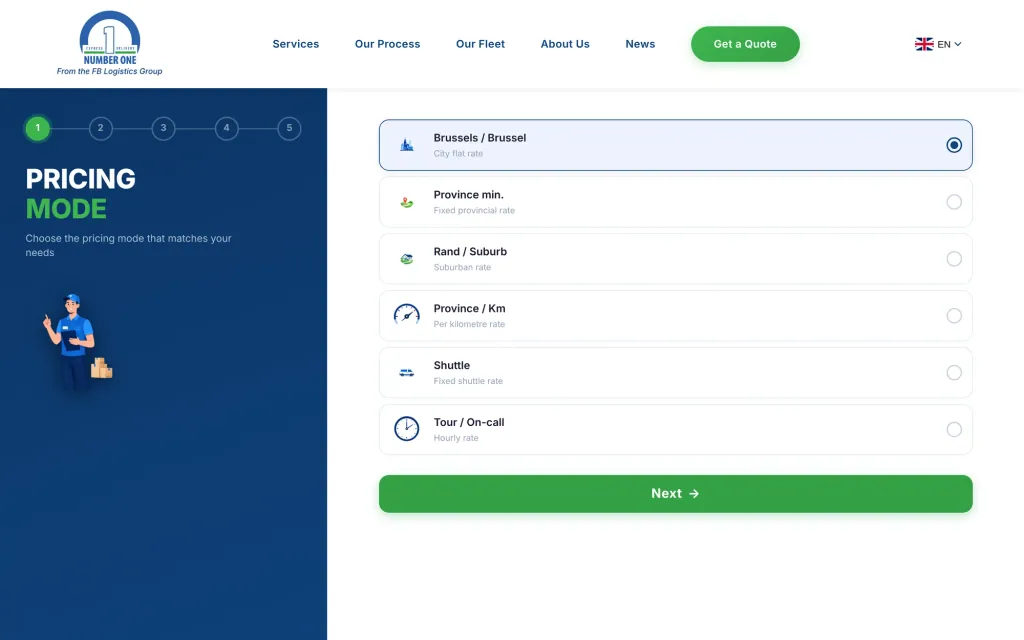 1
EXPRESS DELIVERY
NUMBER ONE
From the FB Logistics Group
Services
Our Process
Our Fleet
About Us
News
Get a Quote
EN
1
2
3
4
5
PRICING
MODE
Choose the pricing mode that matches your
needs
Brussels / Brussel
City flat rate
Province min.
Fixed provincial rate
Rand / Suburb
Suburban rate
Province / Km
Per kilometre rate
Shuttle
Fixed shuttle rate
Tour / On-call
Hourly rate
Next →